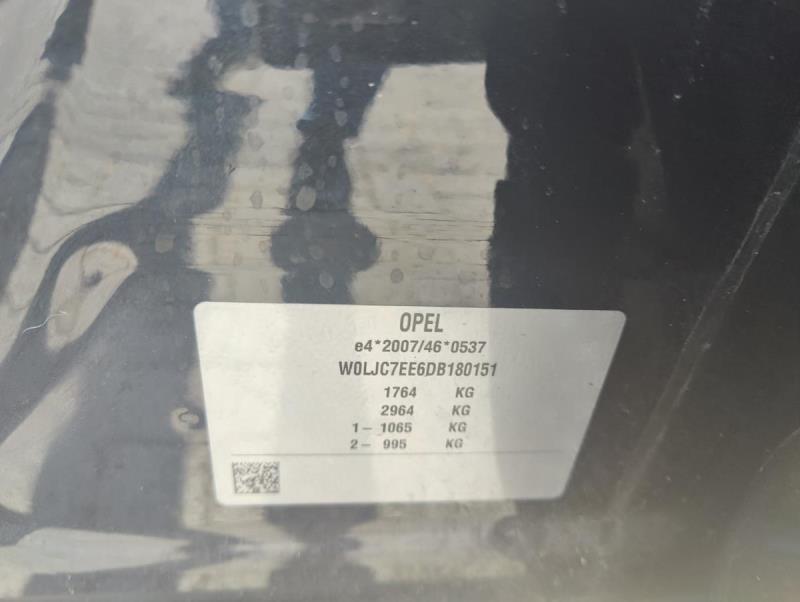 OPEL
e4*2007/46*0537
W0LJC7EE6DB180151
1764 KG
2964 KG
1- 1065 KG
2- 995 KG